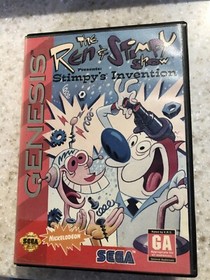 GENESIS
The
Ren & Stimpy
Show
Presents:
Stimpy's Invention
SEGA
NICKELODEON
SEGA
GA